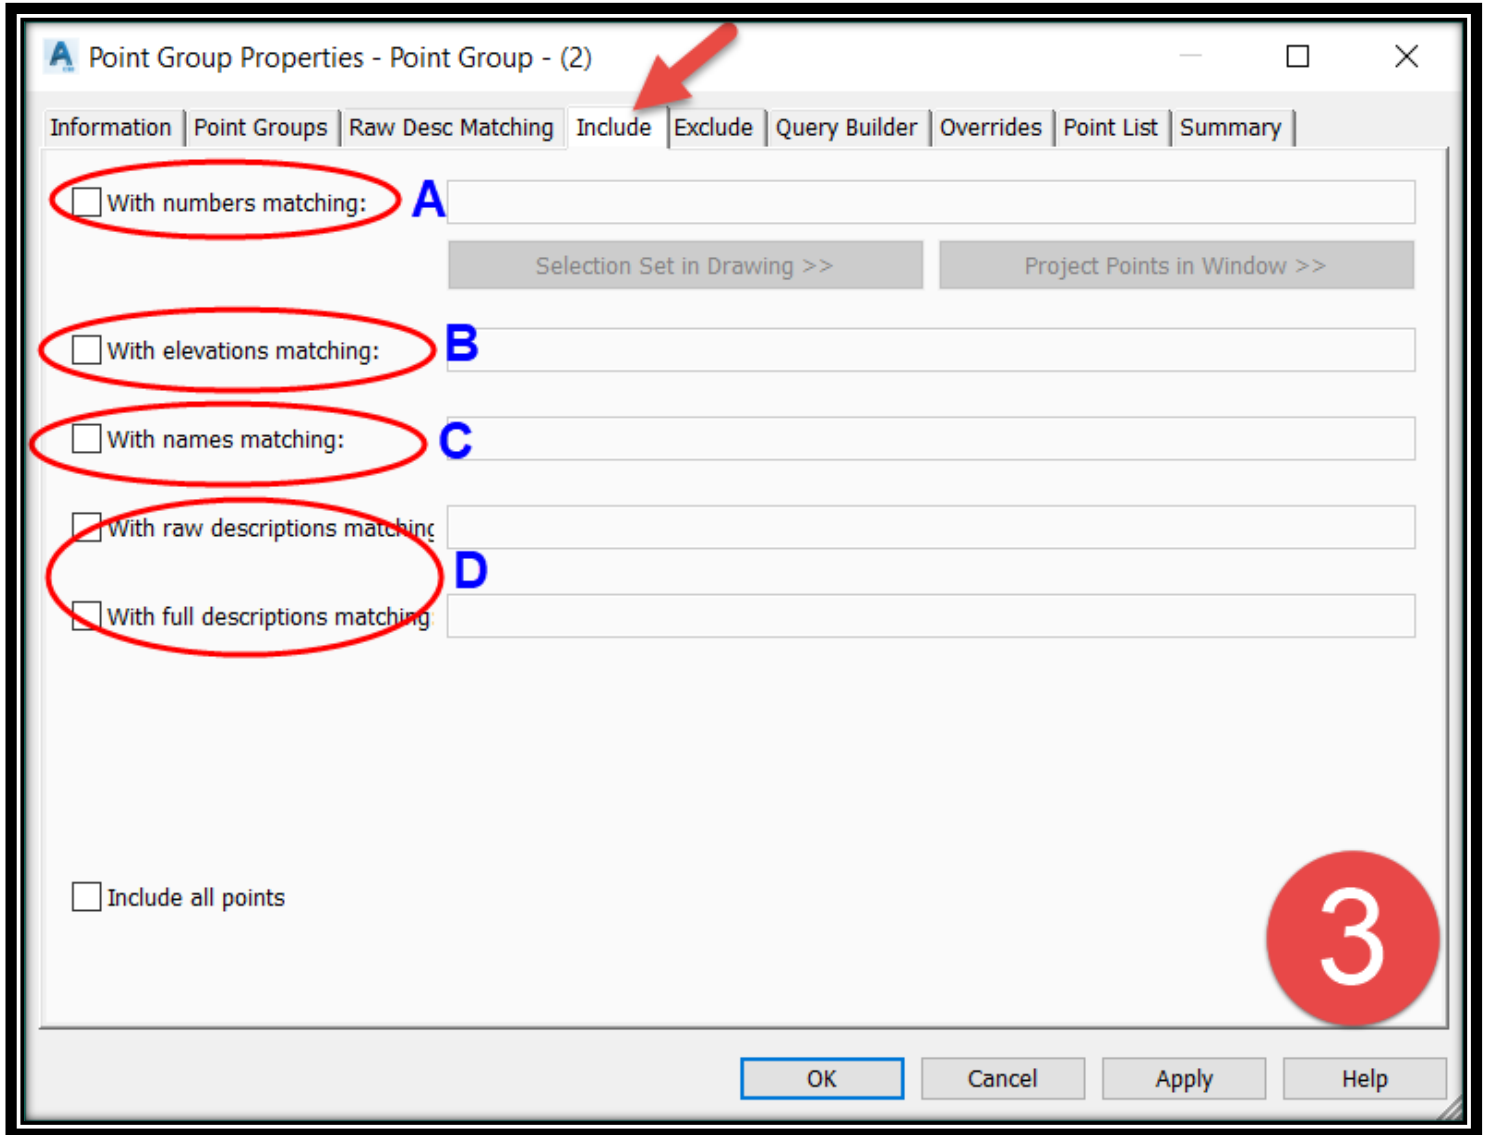 Point Group Properties - Point Group - (2)
Information Point Groups Raw Desc Matching Include Exclude Query Builder Overrides Point List Summary
With numbers matching: A
Selection Set in Drawing >> Project Points in Window >>
With elevations matching: B
With names matching: C
With raw descriptions matching
D
With full descriptions matching:
Include all points
3
OK Cancel Apply Help